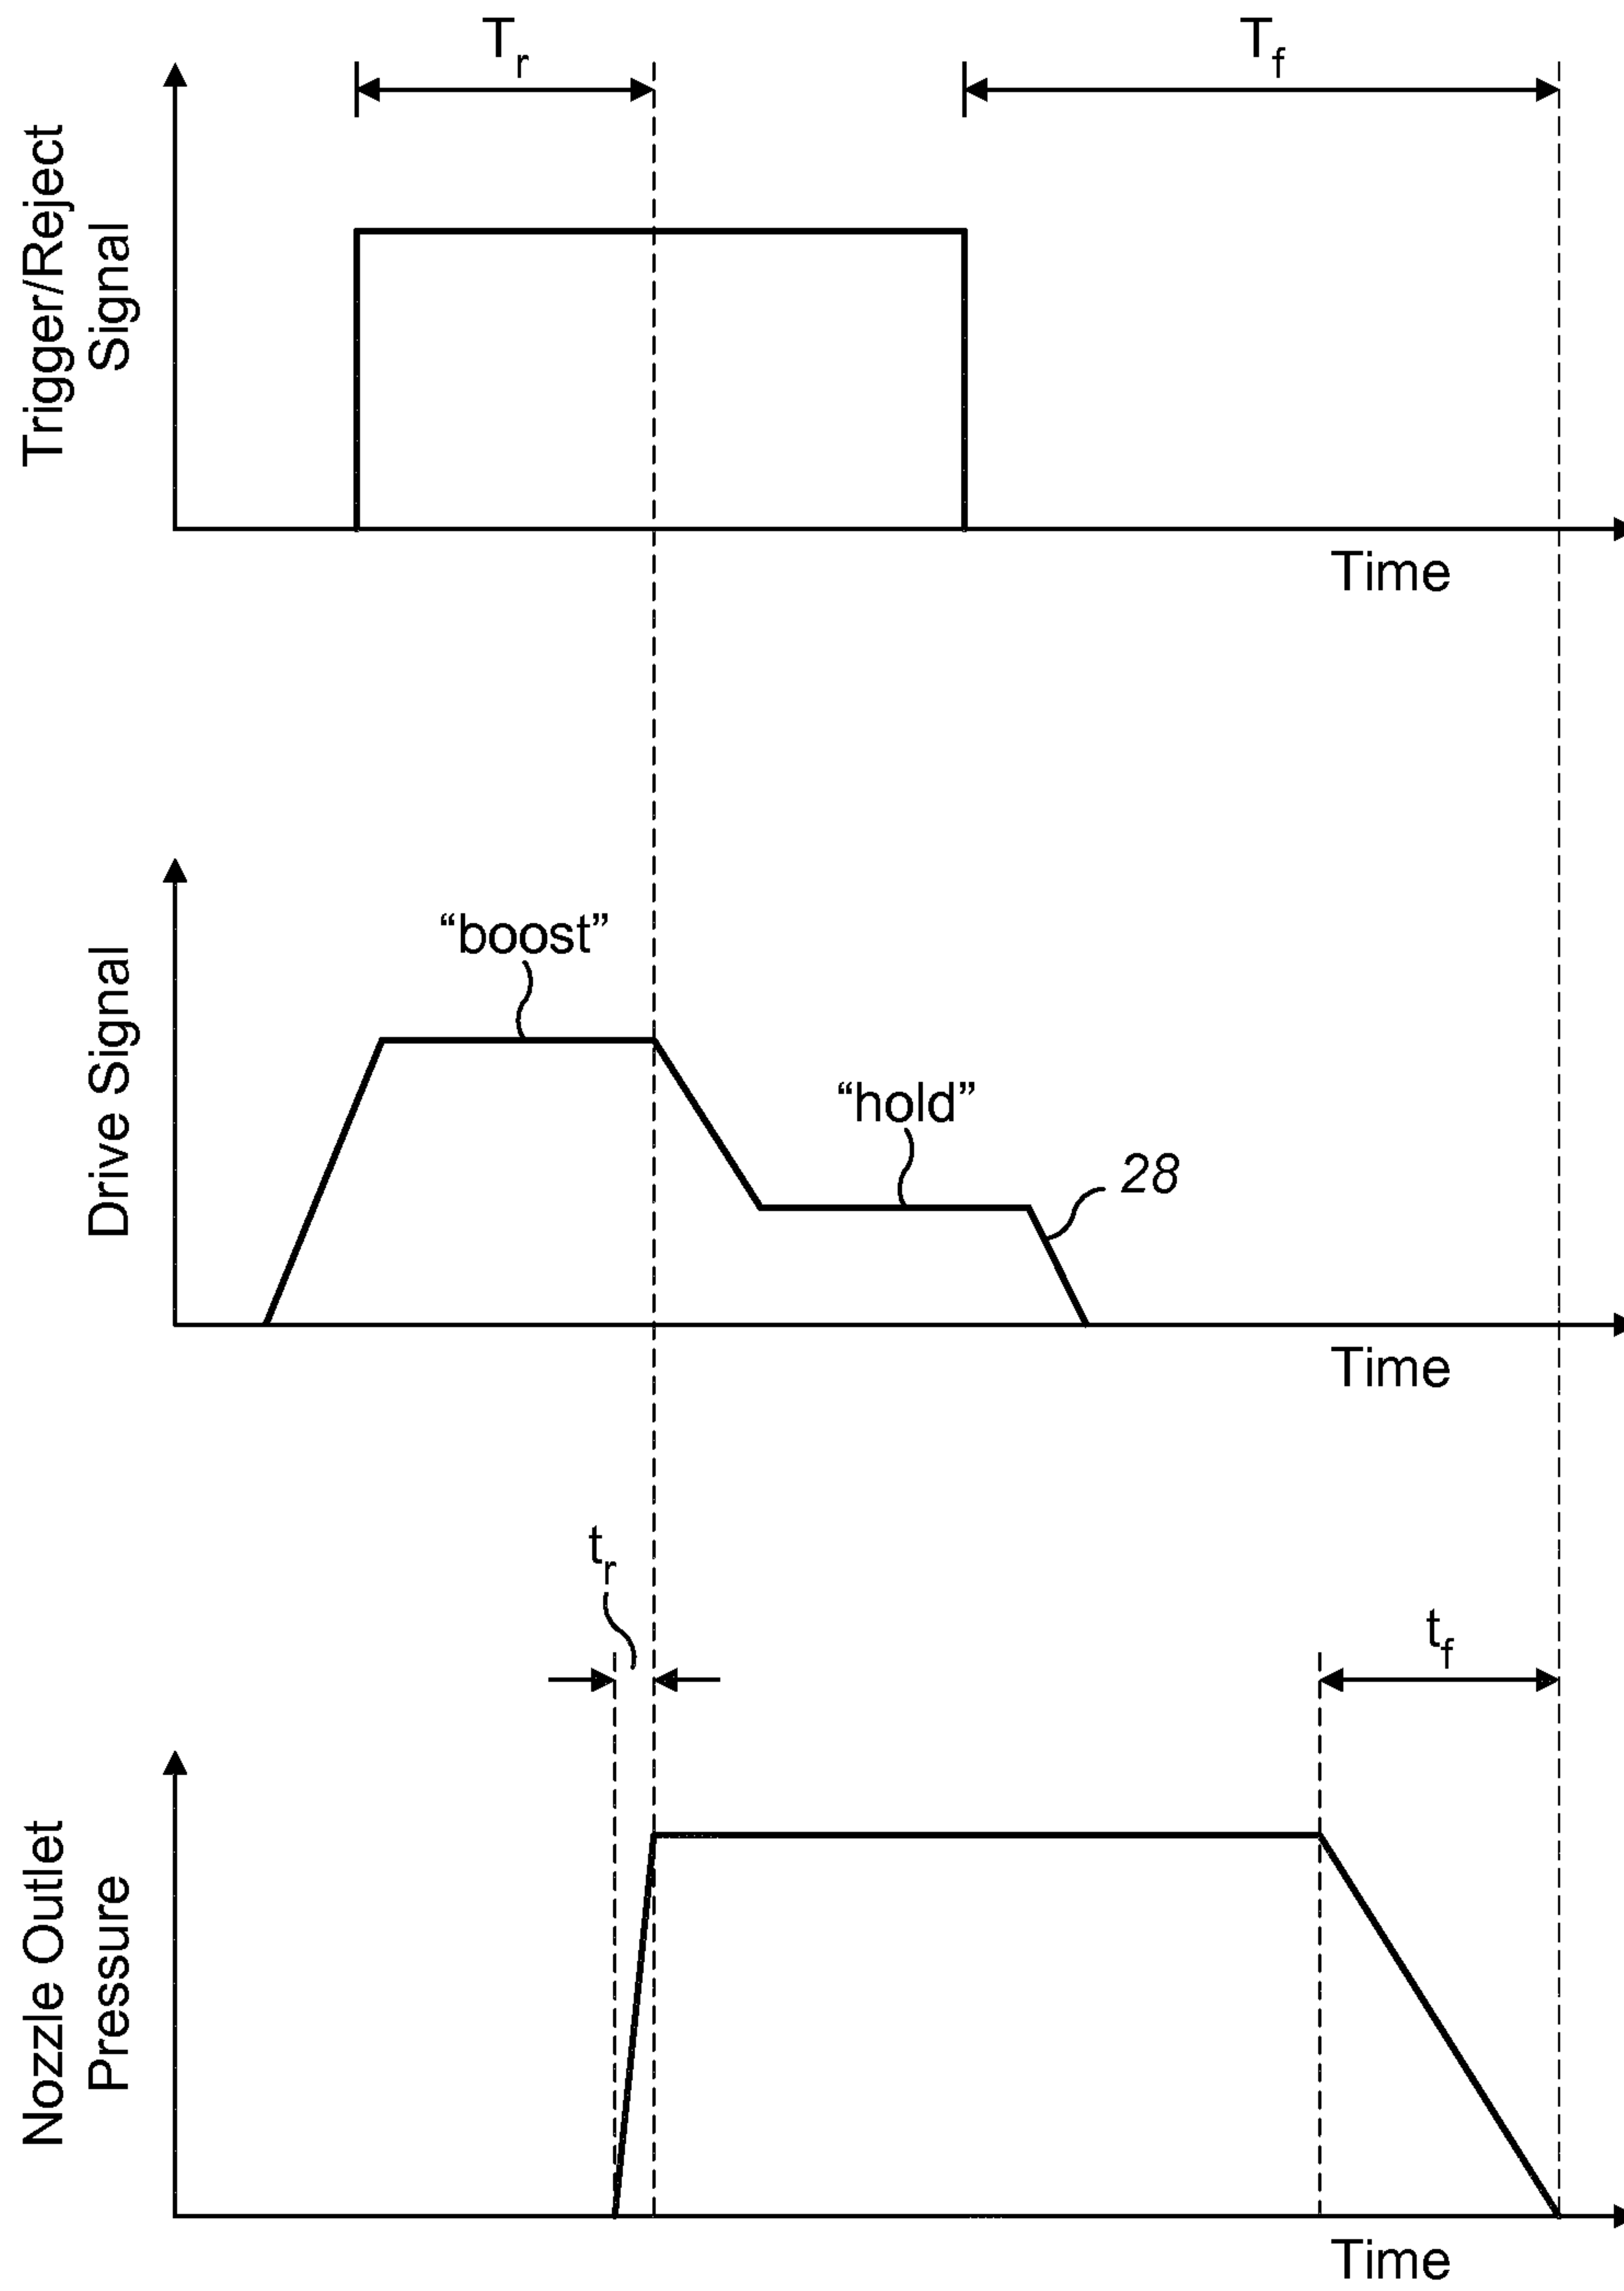 Tr
Tf
Trigger/Reject
Signal
Time
“boost”
“hold”
28
Drive Signal
Time
tr
tf
Nozzle Outlet
Pressure
Time